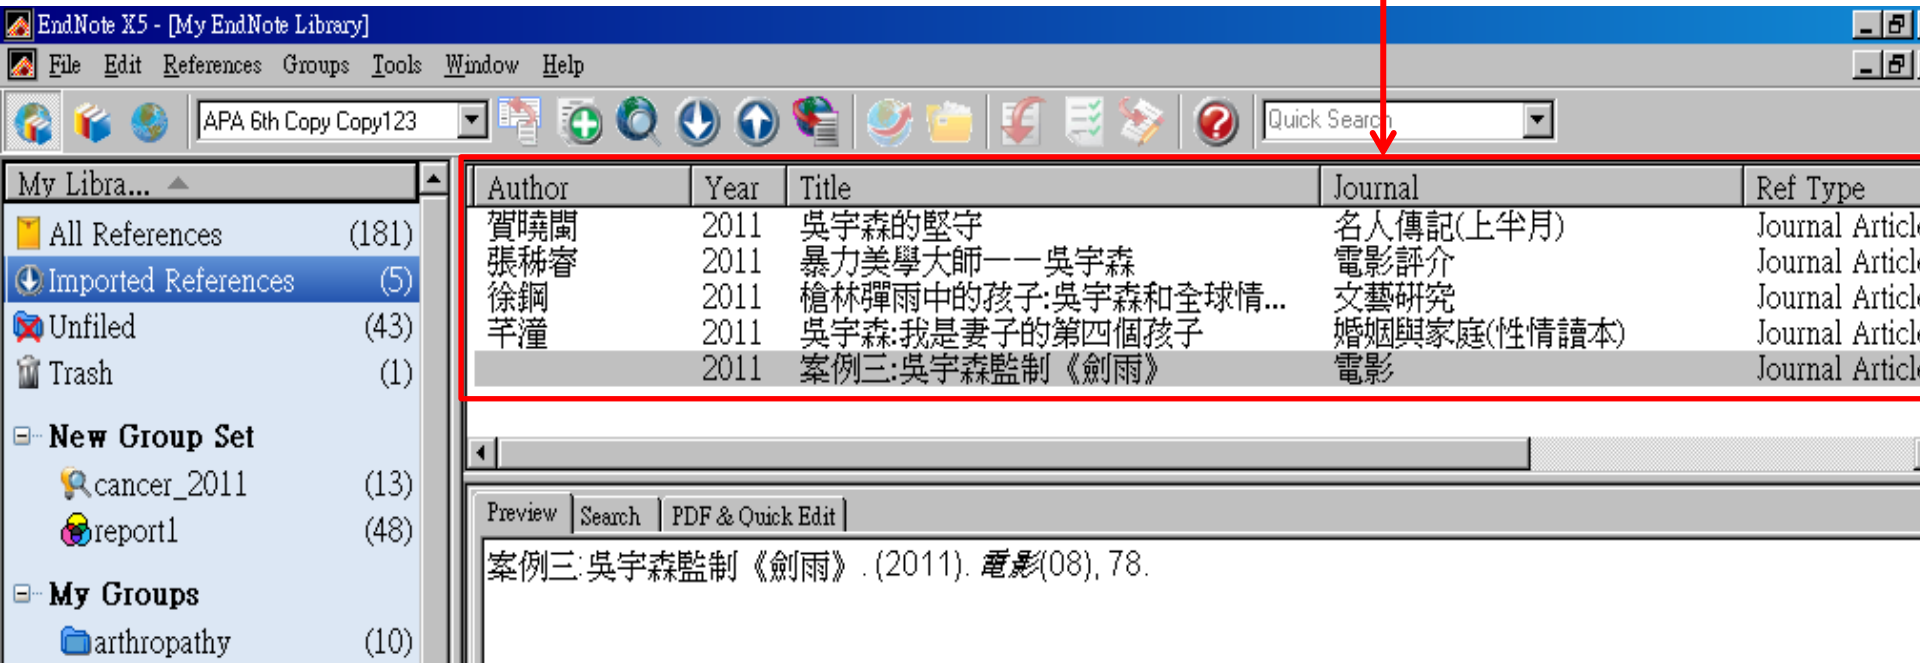 EndNote X5 - [My EndNote Library]
File Edit References Groups Tools Window Help
APA 6th Copy Copy123 Quick Search
My Libra...
All References (181)
Imported References (5)
Unfiled (43)
Trash (1)
New Group Set
cancer_2011 (13)
report1 (48)
My Groups
arthropathy (10)
Author Year Title Journal Ref Type
賀曉閩 2011 吳宇森的堅守 名人傳記(上半月) Journal Article
張秭睿 2011 暴力美學大師一一吳宇森 電影評介 Journal Article
徐鋼 2011 槍林彈雨中的孩子:吳宇森和全球情... 文藝研究 Journal Article
芊潼 2011 吳宇森:我是妻子的第四個孩子 婚姻與家庭(性情讀本) Journal Article
2011 案例三:吳宇森監制《劍雨》 電影 Journal Article
Preview Search PDF & Quick Edit
案例三:吳宇森監制《劍雨》. (2011). 電影(08), 78.